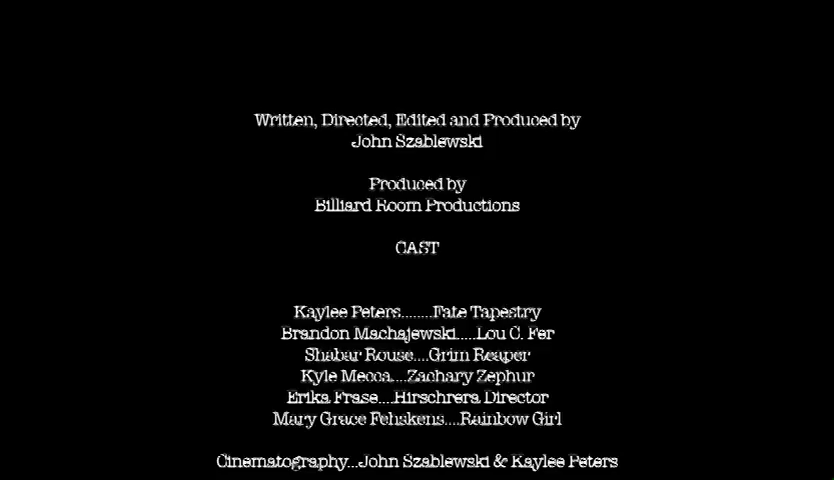 Written, Directed, Edited and Produced by
John Szablewski
Produced by
Billiard Room Productions
CAST
Kaylee Peters........Fate Tapestry
Brandon Machajewski.....Lou C. Fer
Shabar Rouse....Grim Reaper
Kyle Mecca....Zachary Zephur
Erika Frase....Hirschrera Director
Mary Grace Fehskens....Rainbow Girl
Cinematography...John Szablewski & Kaylee Peters